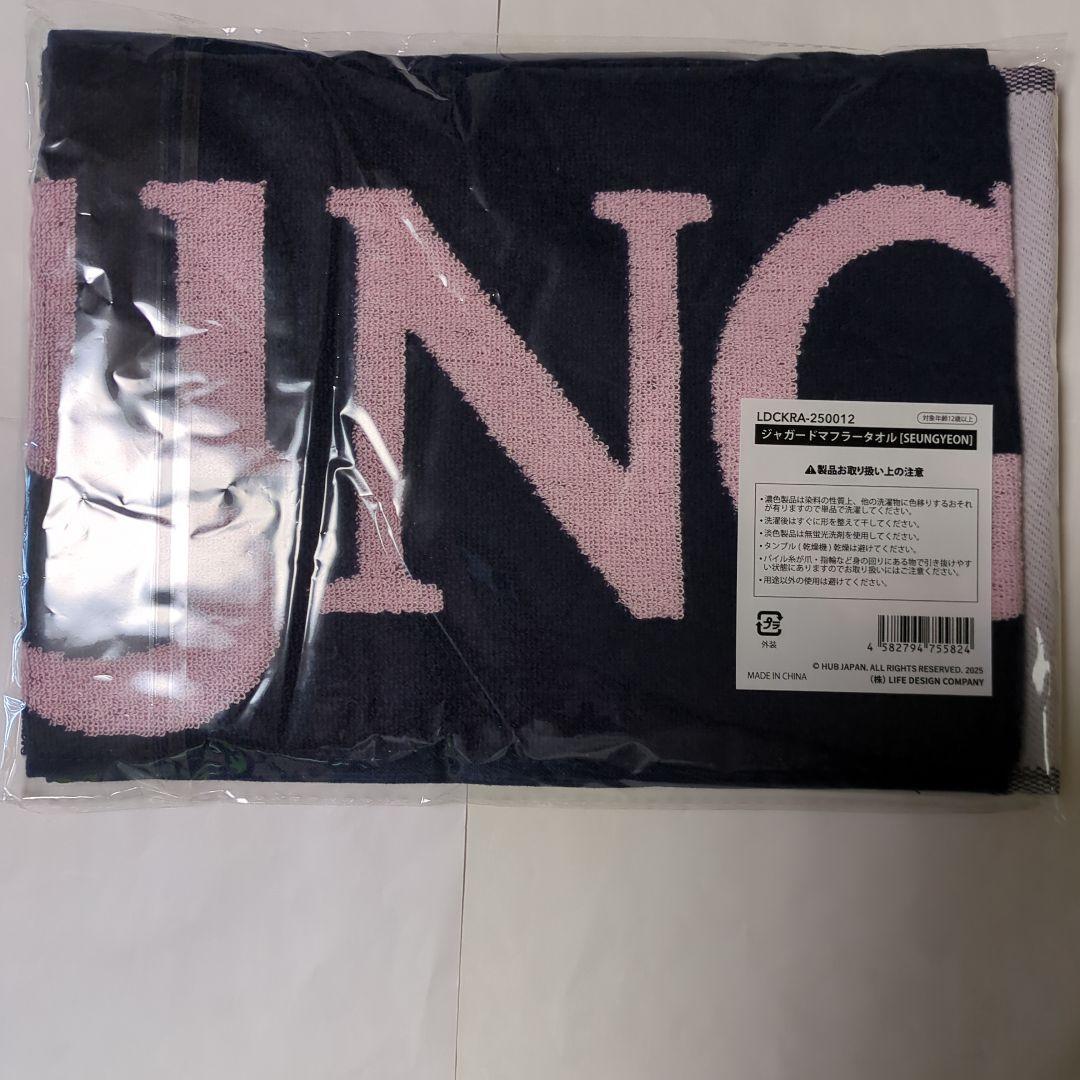 UNG
LDCKRA-250012
対象年齢12歳以上
ジャガードマフラータオル [SEUNGYEON]
⚠製品お取り扱い上の注意
・濃色製品は染料の性質上、他の洗濯物に色移りするおそれ
が有りますので単品で洗濯してください。
・洗濯後はすぐに形を整えて干してください。
・淡色製品は無蛍光洗剤を使用してください。
・タンブル ( 乾燥機 ) 乾燥は避けてください。
・パイル糸が爪・指輪など身の回りにある物で引き抜けやす
い状態にありますのでお取り扱いにはご注意ください。
・用途以外の使用は避けてください。
プラ
外装
4 582794 755824
© HUB JAPAN. ALL RIGHTS RESERVED. 2025
MADE IN CHINA
(株) LIFE DESIGN COMPANY